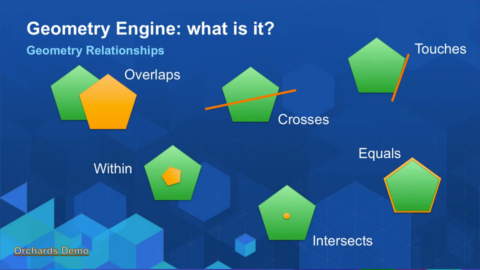 Geometry Engine: what is it?
Geometry Relationships
Touches
Overlaps
Crosses
Within
Equals
Intersects
Orchards Demo